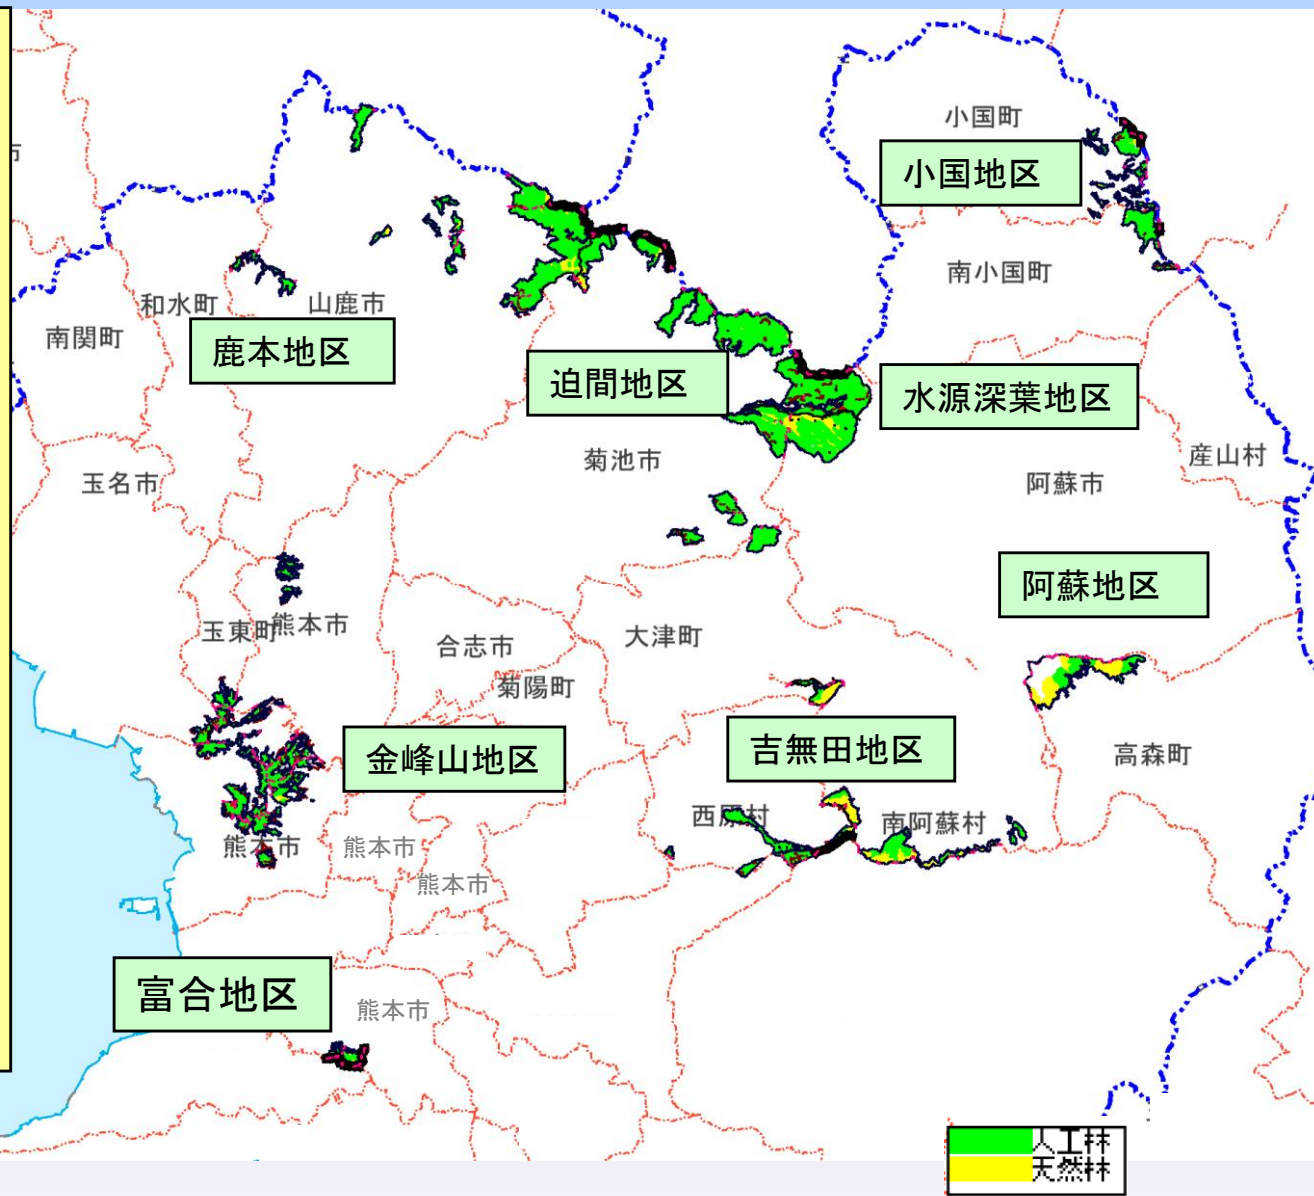 小国町
小国地区
市
南小国町
和水町
山鹿市
南関町
鹿本地区
迫間地区
水源深葉地区
菊池市
産山村
玉名市
阿蘇市
阿蘇地区
玉東町
熊本市
合志市
大津町
菊陽町
金峰山地区
吉無田地区
高森町
西原村
南阿蘇村
熊本市
熊本市
熊本市
富合地区
熊本市
人工林
天然林